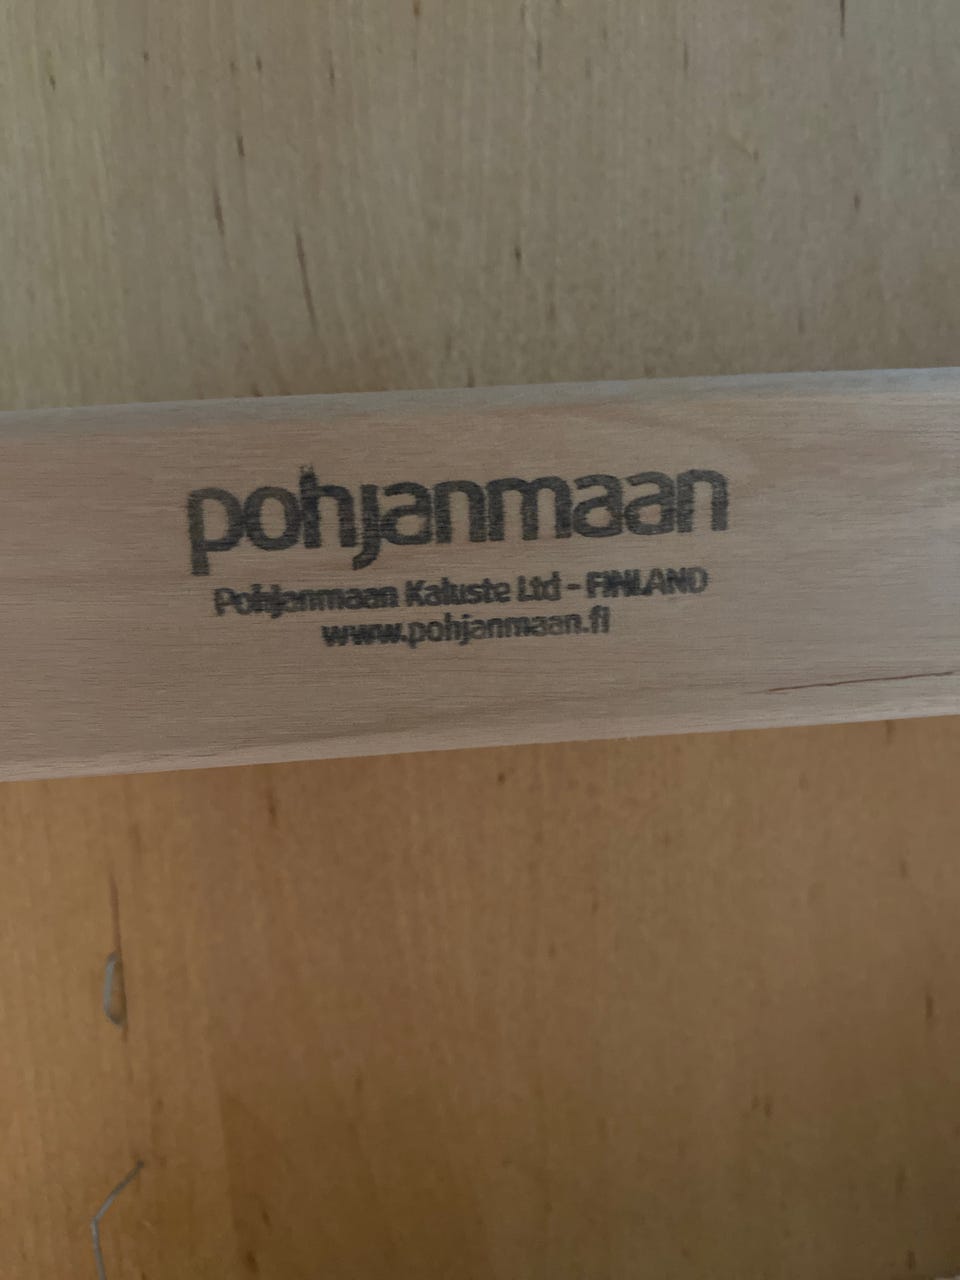 pohjanmaan
Pohjanmaan Kaluste Ltd - FINLAND
www.pohjanmaan.fi